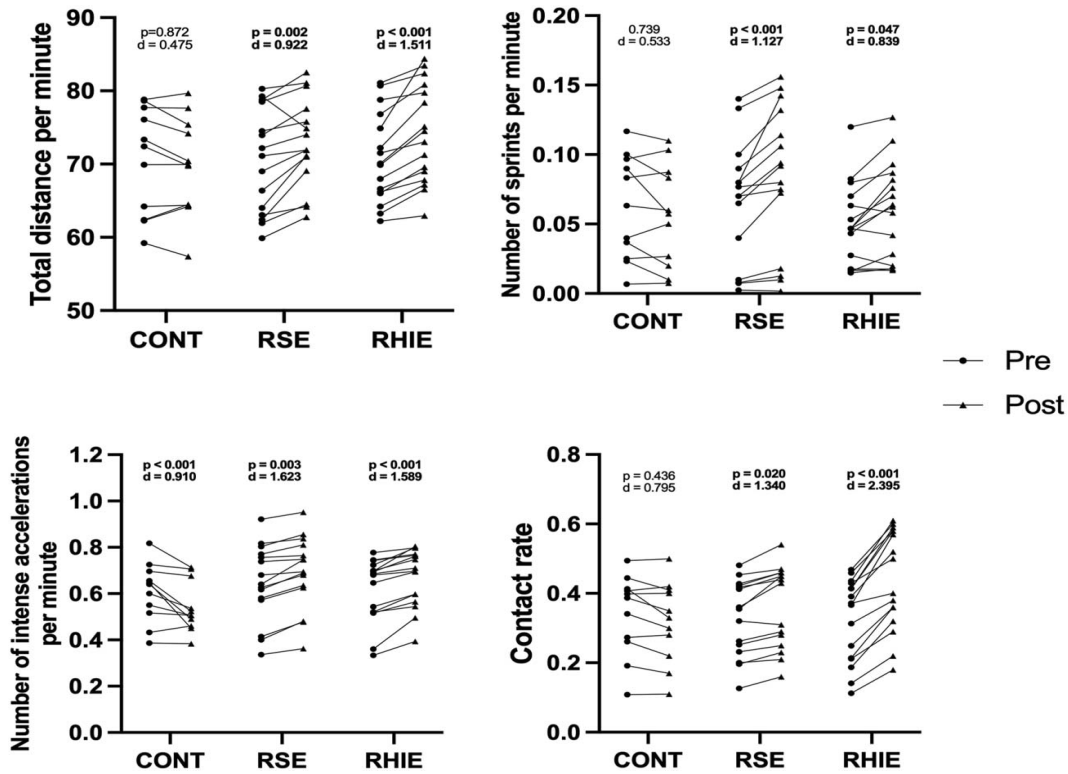 90
80
70
60
50
Total distance per minute
p=0.872
d = 0.475
p = 0.002
d = 0.922
p < 0.001
d = 1.511
CONT
RSE
RHIE
0.20
0.15
0.10
0.05
0.00
Number of sprints per minute
0.739
d = 0.533
p < 0.001
d = 1.127
p = 0.047
d = 0.839
CONT
RSE
RHIE
Pre
Post
1.2
1.0
0.8
0.6
0.4
0.2
0.0
Number of intense accelerations
per minute
p < 0.001
d = 0.910
p = 0.003
d = 1.623
p < 0.001
d = 1.589
CONT
RSE
RHIE
0.8
0.6
0.4
0.2
0.0
Contact rate
p = 0.436
d = 0.795
p = 0.020
d = 1.340
p < 0.001
d = 2.395
CONT
RSE
RHIE